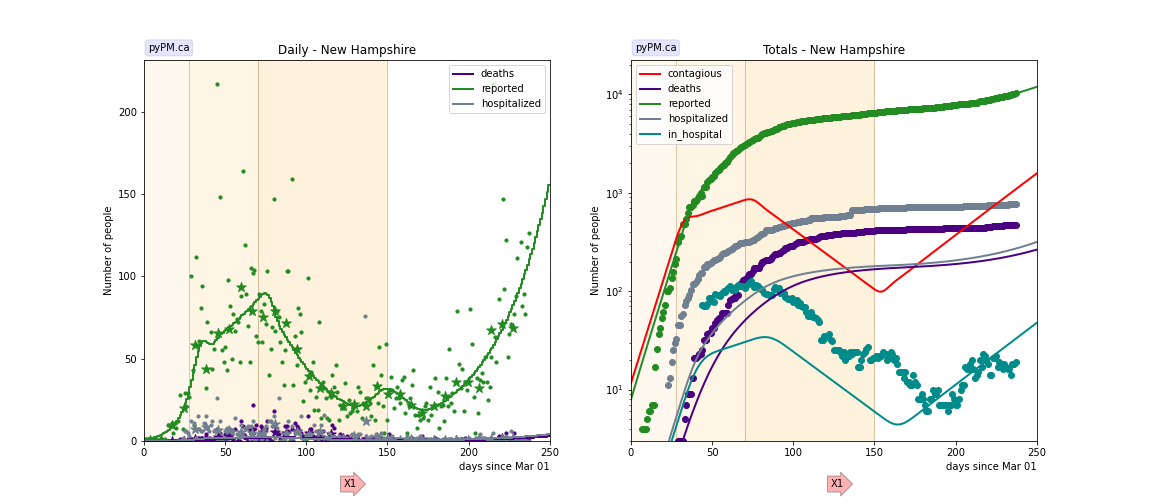 pyPM.ca
Daily - New Hampshire
deaths
reported
hospitalized
Number of people
200
150
100
50
0
0 50 100 150 200 250
days since Mar 01
X1
pyPM.ca
Totals - New Hampshire
contagious
deaths
reported
hospitalized
in_hospital
Number of people
10⁴
10³
10²
10¹
0 50 100 150 200 250
days since Mar 01
X1